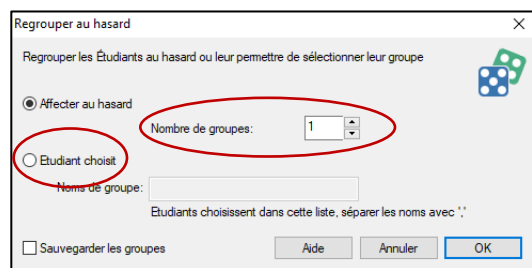 Regrouper au hasard
Regrouper les Étudiants au hasard ou leur permettre de sélectionner leur groupe
Affecter au hasard
Nombre de groupes: 1
Etudiant choisit
Noms de groupe:
Etudiants choisissent dans cette liste, séparer les noms avec ','
Sauvegarder les groupes Aide Annuler OK